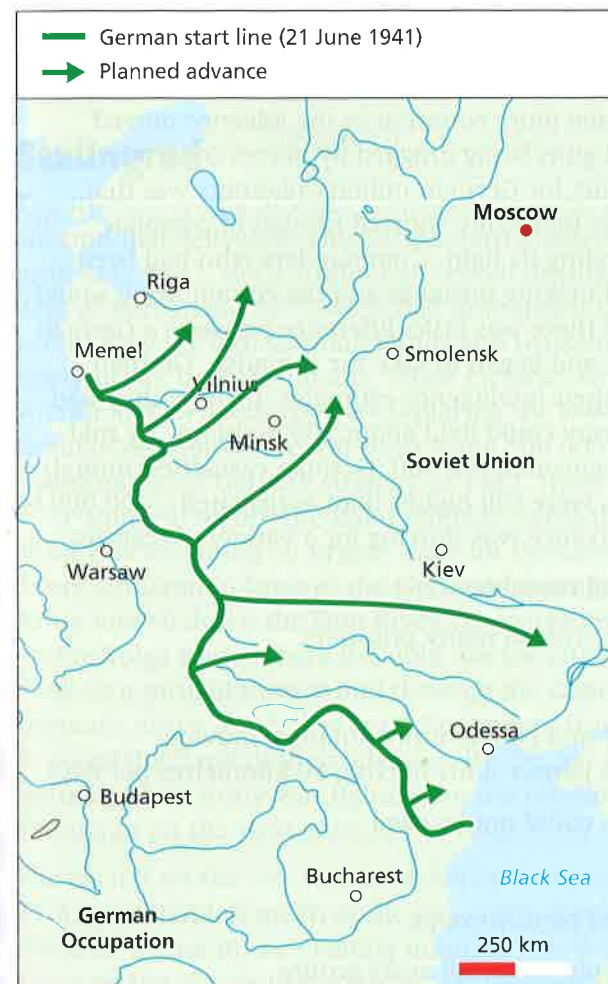 German start line (21 June 1941)
Planned advance
Moscow
Riga
Memel
Smolensk
Vilnius
Minsk
Soviet Union
Warsaw
Kiev
Odessa
Budapest
Bucharest
Black Sea
German
Occupation
250 km